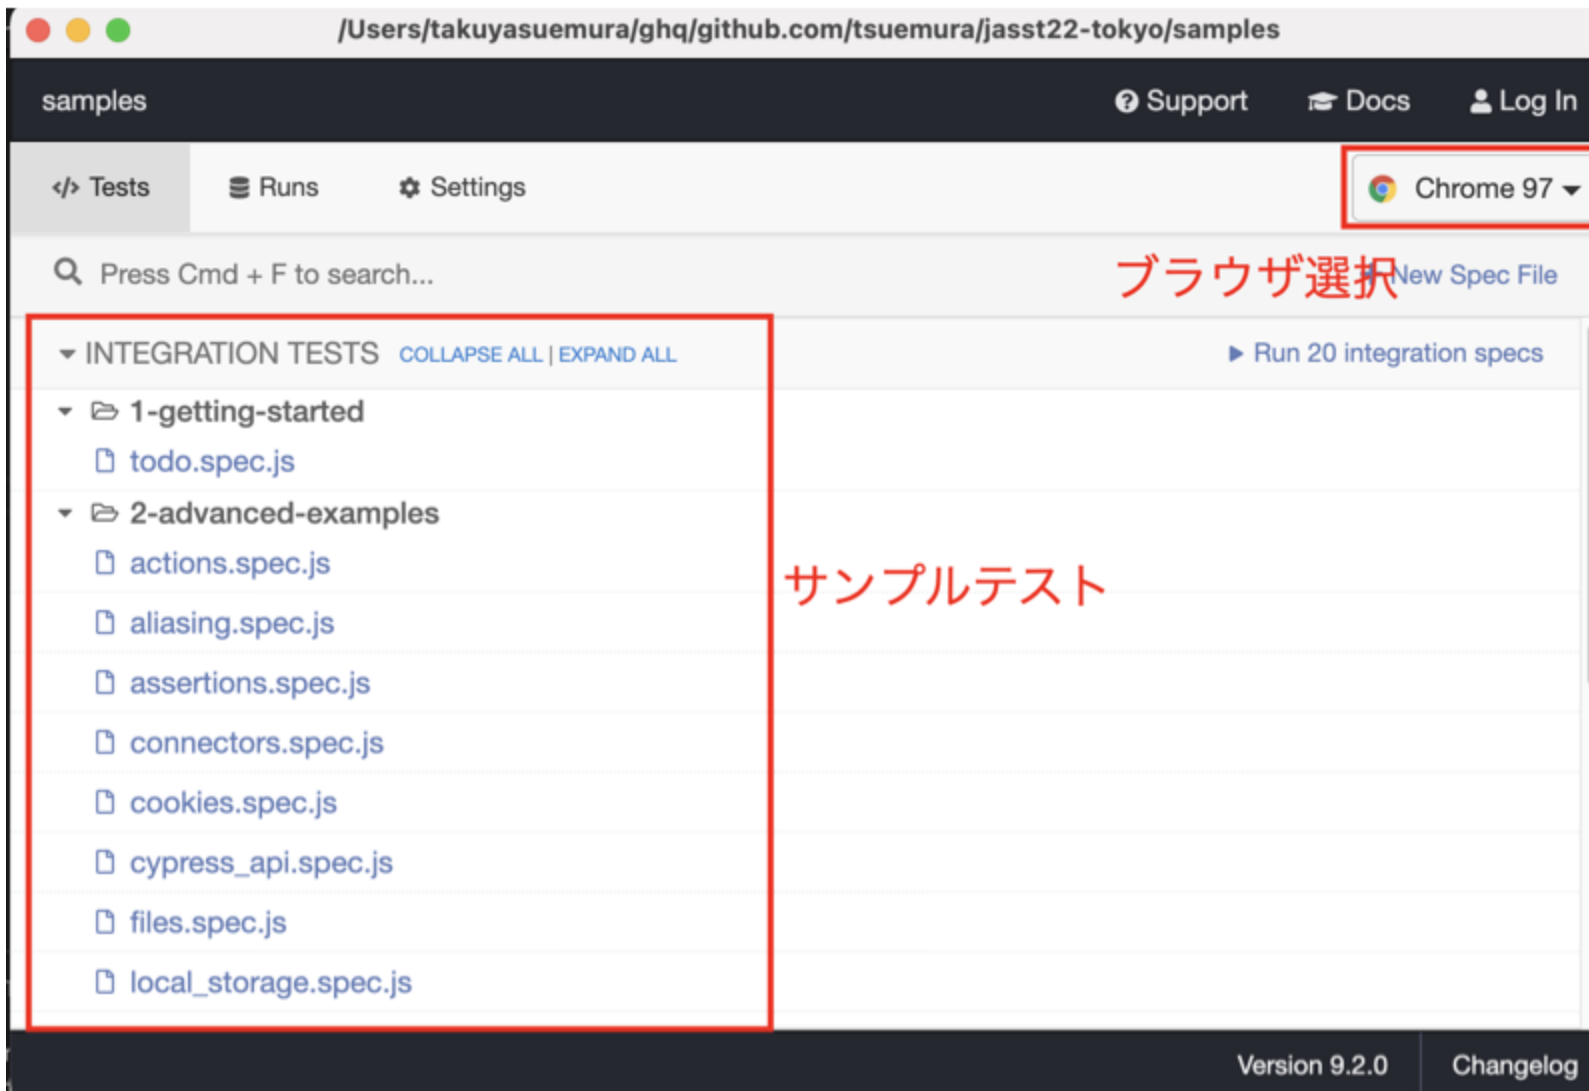 /Users/takuyasuemura/ghq/github.com/tsuemura/jasst22-tokyo/samples
samples Support Docs Log In
</> Tests Runs Settings Chrome 97
Press Cmd + F to search... ブラウザ選択 New Spec File
INTEGRATION TESTS COLLAPSE ALL | EXPAND ALL Run 20 integration specs
1-getting-started
todo.spec.js
2-advanced-examples
actions.spec.js
サンプルテスト
aliasing.spec.js
assertions.spec.js
connectors.spec.js
cookies.spec.js
cypress_api.spec.js
files.spec.js
local_storage.spec.js
Version 9.2.0 Changelog